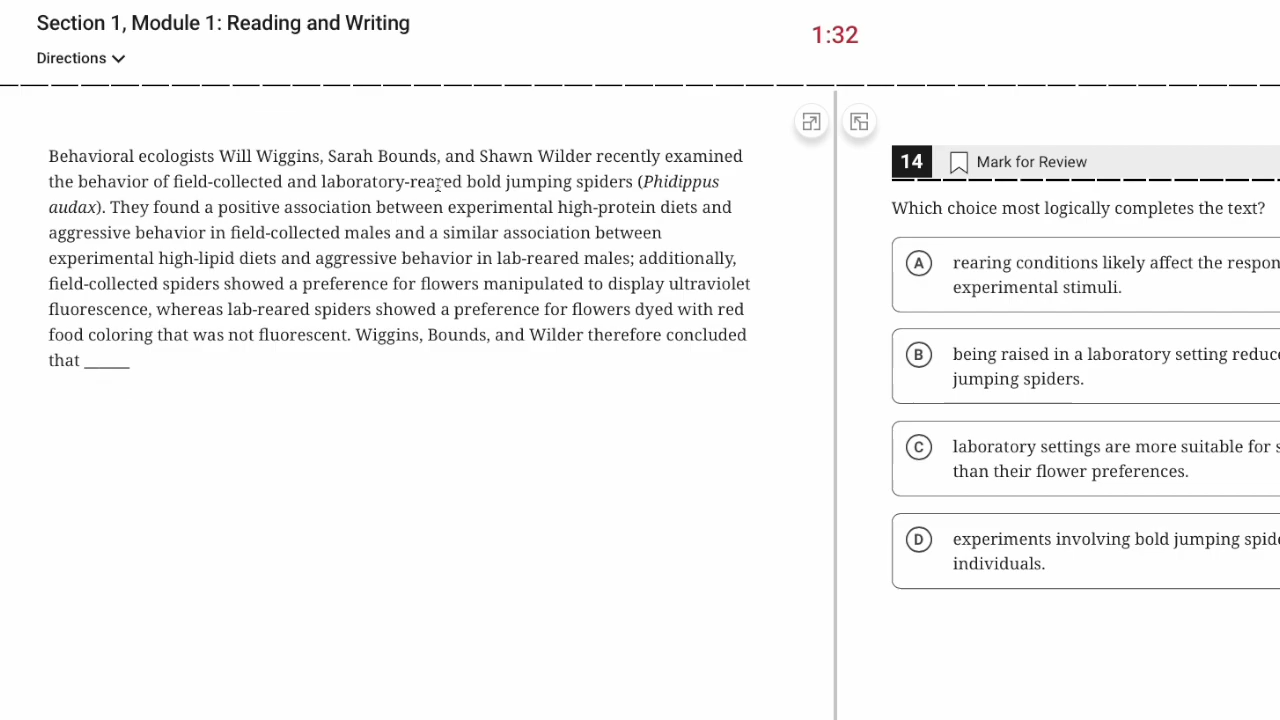 Section 1, Module 1: Reading and Writing
1:32
Directions
Behavioral ecologists Will Wiggins, Sarah Bounds, and Shawn Wilder recently examined
the behavior of field-collected and laboratory-reared bold jumping spiders (Phidippus
audax). They found a positive association between experimental high-protein diets and
aggressive behavior in field-collected males and a similar association between
experimental high-lipid diets and aggressive behavior in lab-reared males; additionally,
field-collected spiders showed a preference for flowers manipulated to display ultraviolet
fluorescence, whereas lab-reared spiders showed a preference for flowers dyed with red
food coloring that was not fluorescent. Wiggins, Bounds, and Wilder therefore concluded
that ______
14 Mark for Review
Which choice most logically completes the text?
A rearing conditions likely affect the
experimental stimuli.
B being raised in a laboratory setting
jumping spiders.
C laboratory settings are more suitable for
than their flower preferences.
D experiments involving bold jumping
individuals.